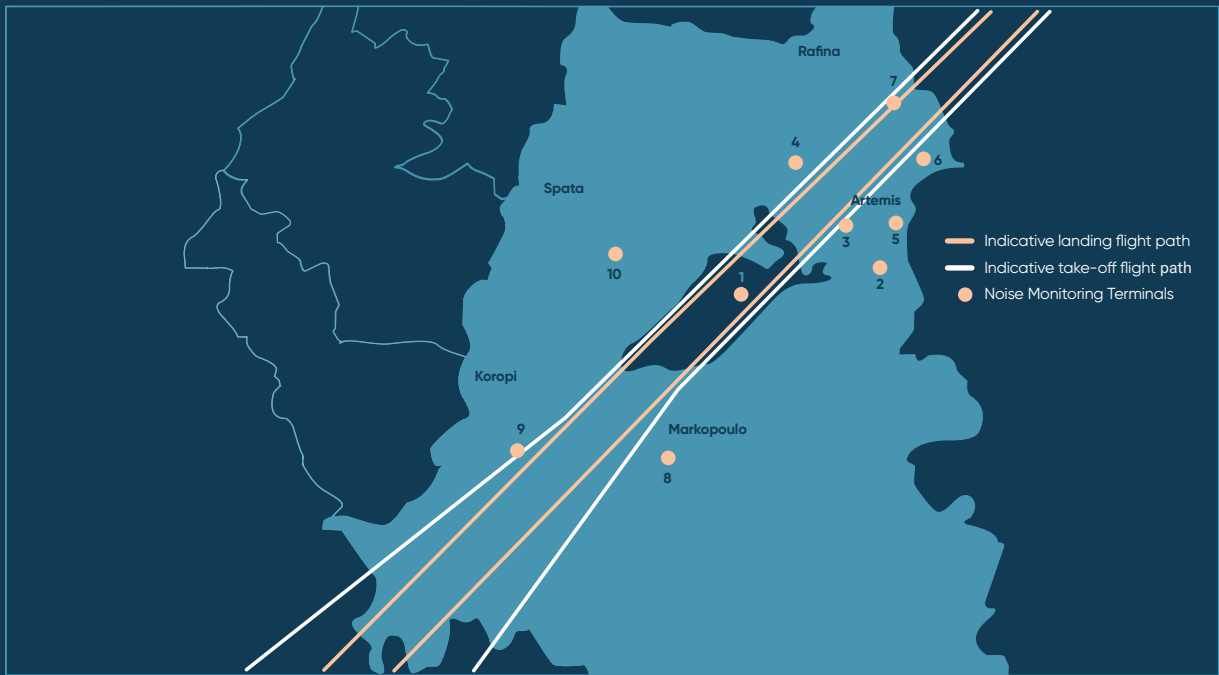 Rafina
7
4
6
Spata
Artemis
3
5
10
1
2
Indicative landing flight path
Indicative take-off flight path
Noise Monitoring Terminals
Koropi
9
Markopoulo
8